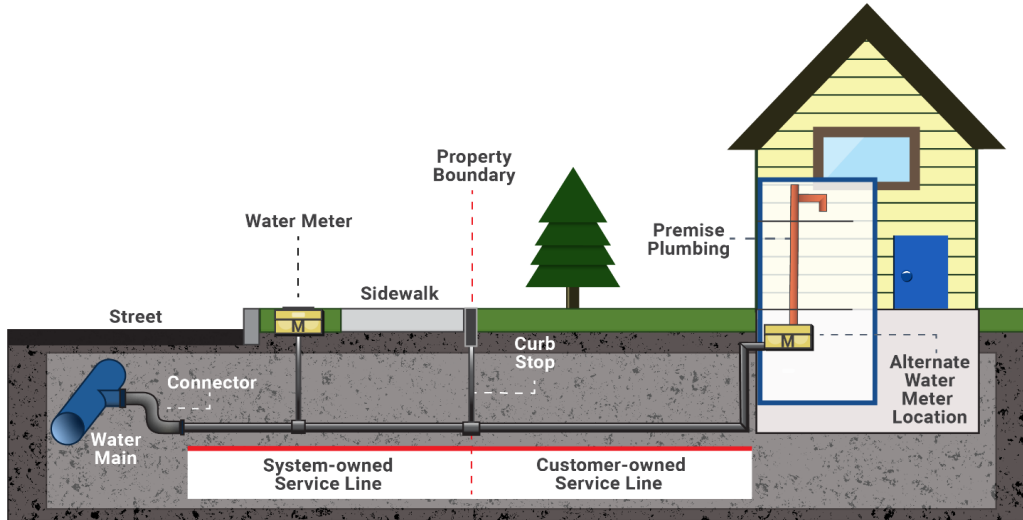 Property
Boundary
Water Meter
Premise
Plumbing
Sidewalk
Street
M
M
Curb
Stop
Connector
Alternate
Water
Meter
Location
Water
Main
System-owned
Service Line
Customer-owned
Service Line